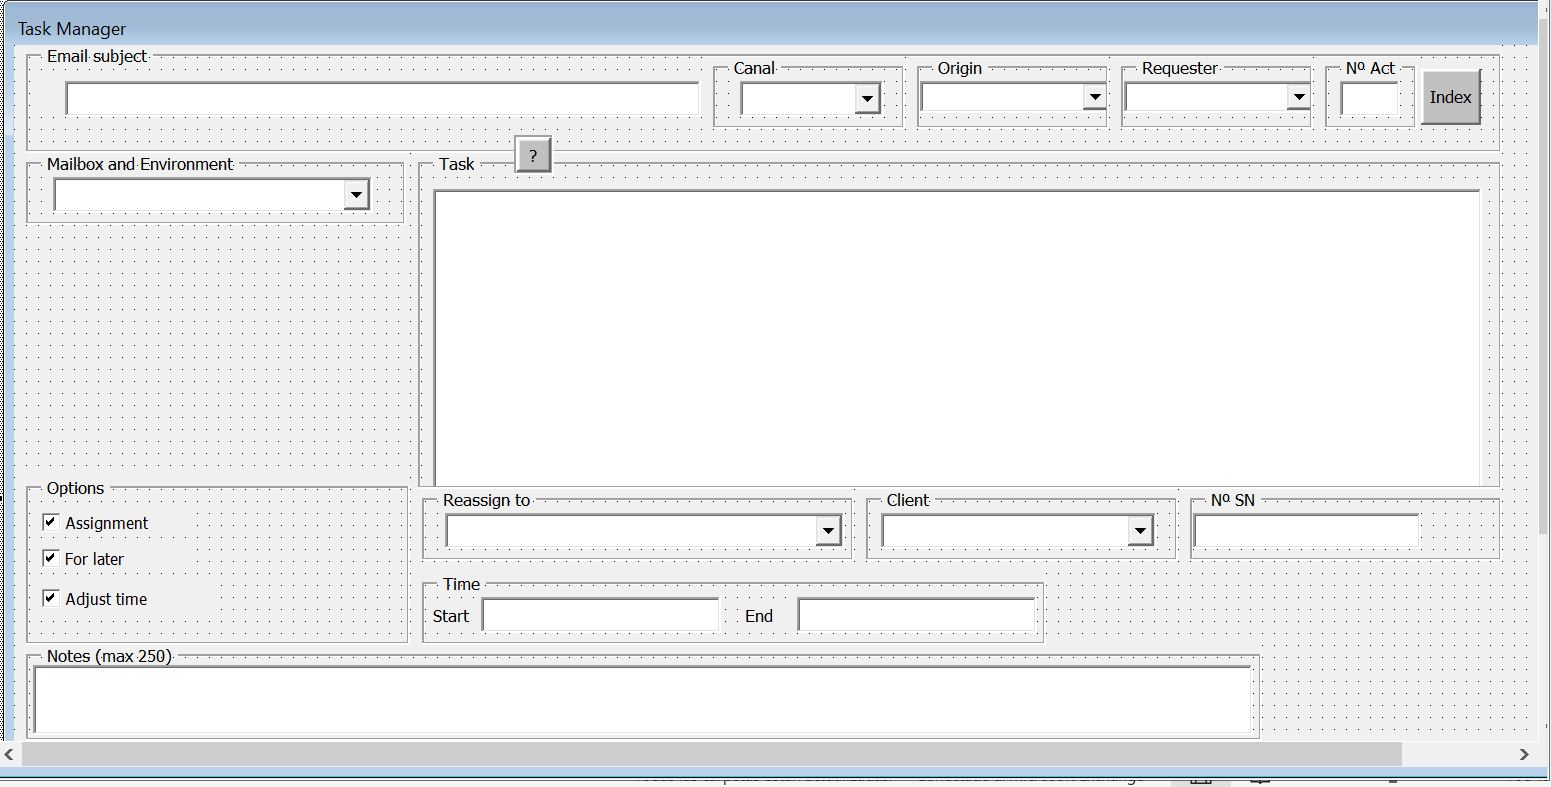 Task Manager
Email subject
Canal
Origin
Requester
Nº Act
Index
Mailbox and Environment
Task
?
Options
Assignment
For later
Adjust time
Reassign to
Client
Nº SN
Time
Start
End
Notes (max 250)